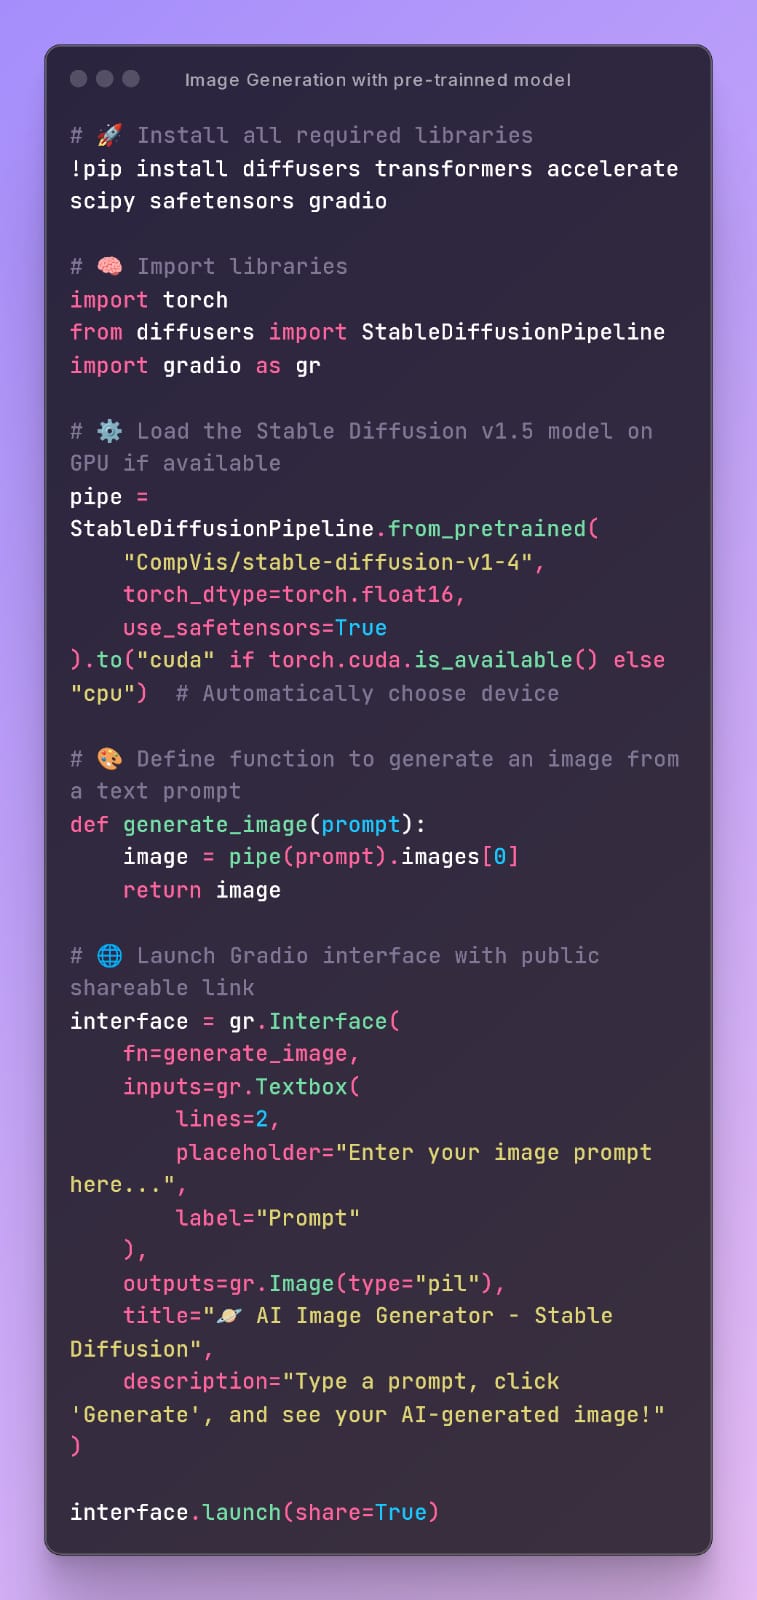 Image Generation with pre-trainned model
# 🚀 Install all required libraries
!pip install diffusers transformers accelerate
scipy safetensors gradio
# 🧠 Import libraries
import torch
from diffusers import StableDiffusionPipeline
import gradio as gr
# ⚙️ Load the Stable Diffusion v1.5 model on
GPU if available
pipe =
StableDiffusionPipeline.from_pretrained(
    "CompVis/stable-diffusion-v1-4",
    torch_dtype=torch.float16,
    use_safetensors=True
).to("cuda" if torch.cuda.is_available() else
"cpu")  # Automatically choose device
# 🎨 Define function to generate an image from
a text prompt
def generate_image(prompt):
    image = pipe(prompt).images[0]
    return image
# 🌐 Launch Gradio interface with public
shareable link
interface = gr.Interface(
    fn=generate_image,
    inputs=gr.Textbox(
        lines=2,
        placeholder="Enter your image prompt
here...",
        label="Prompt"
    ),
    outputs=gr.Image(type="pil"),
    title="🪐 AI Image Generator - Stable
Diffusion",
    description="Type a prompt, click
'Generate', and see your AI-generated image!"
)
interface.launch(share=True)